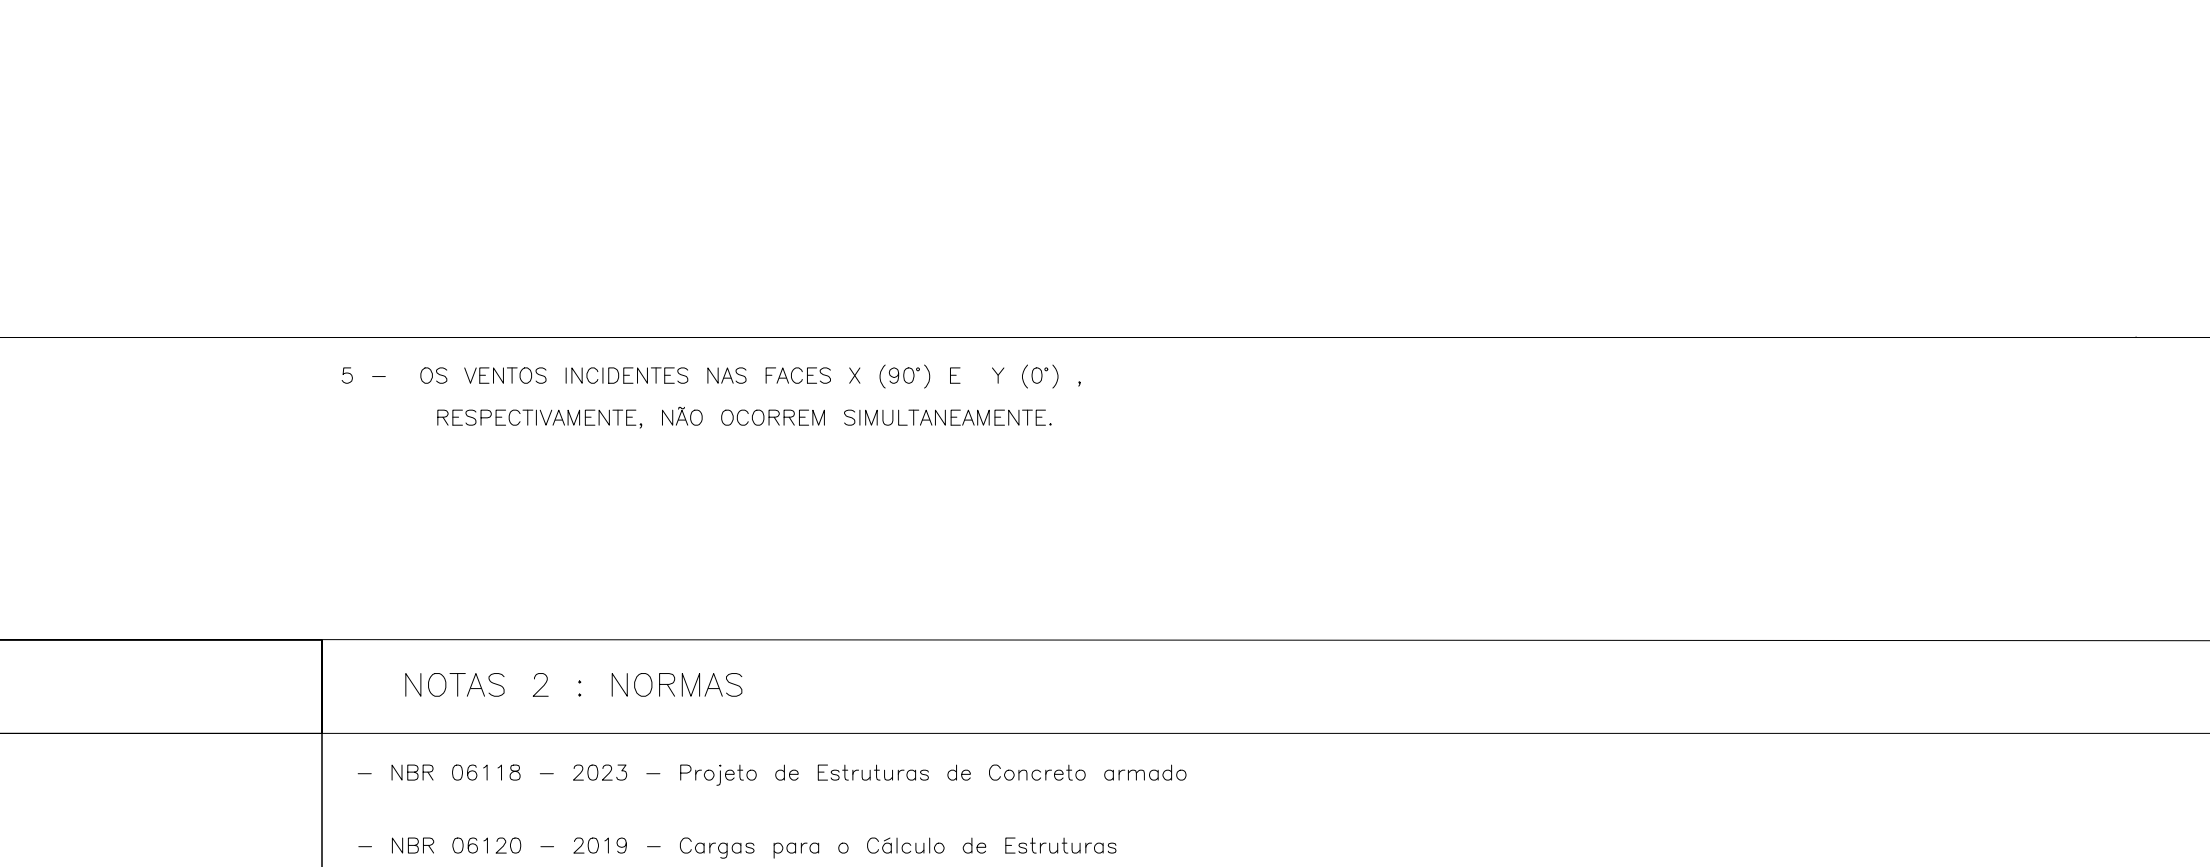 5 - OS VENTOS INCIDENTES NAS FACES X (90°) E Y (0°) ,
RESPECTIVAMENTE, NÃO OCORREM SIMULTANEAMENTE.
NOTAS 2 : NORMAS
- NBR 06118 - 2023 - Projeto de Estruturas de Concreto armado
- NBR 06120 - 2019 - Cargas para o Cálculo de Estruturas